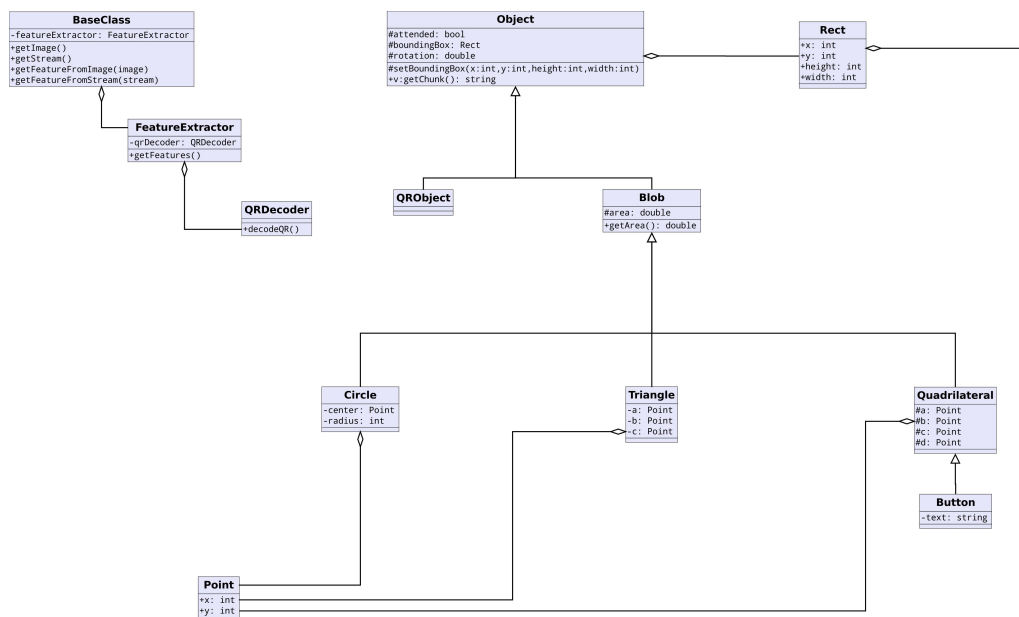 BaseClass
-featureExtractor: FeatureExtractor
+getImage()
+getStream()
+getFeatureFromImage(image)
+getFeatureFromStream(stream)
FeatureExtractor
-qrDecoder: QRDecoder
+getFeatures()
QRDecoder
+decodeQR()
Object
#attended: bool
#boundingBox: Rect
#rotation: double
#setBoundingBox(x:int,y:int,height:int,width:int)
+v:getChunk(): string
Rect
+x: int
+y: int
+height: int
+width: int
QRObject
Blob
#area: double
+getArea(): double
Circle
-center: Point
-radius: int
Triangle
-a: Point
-b: Point
-c: Point
Quadrilateral
#a: Point
#b: Point
#c: Point
#d: Point
Button
-text: string
Point
+x: int
+y: int